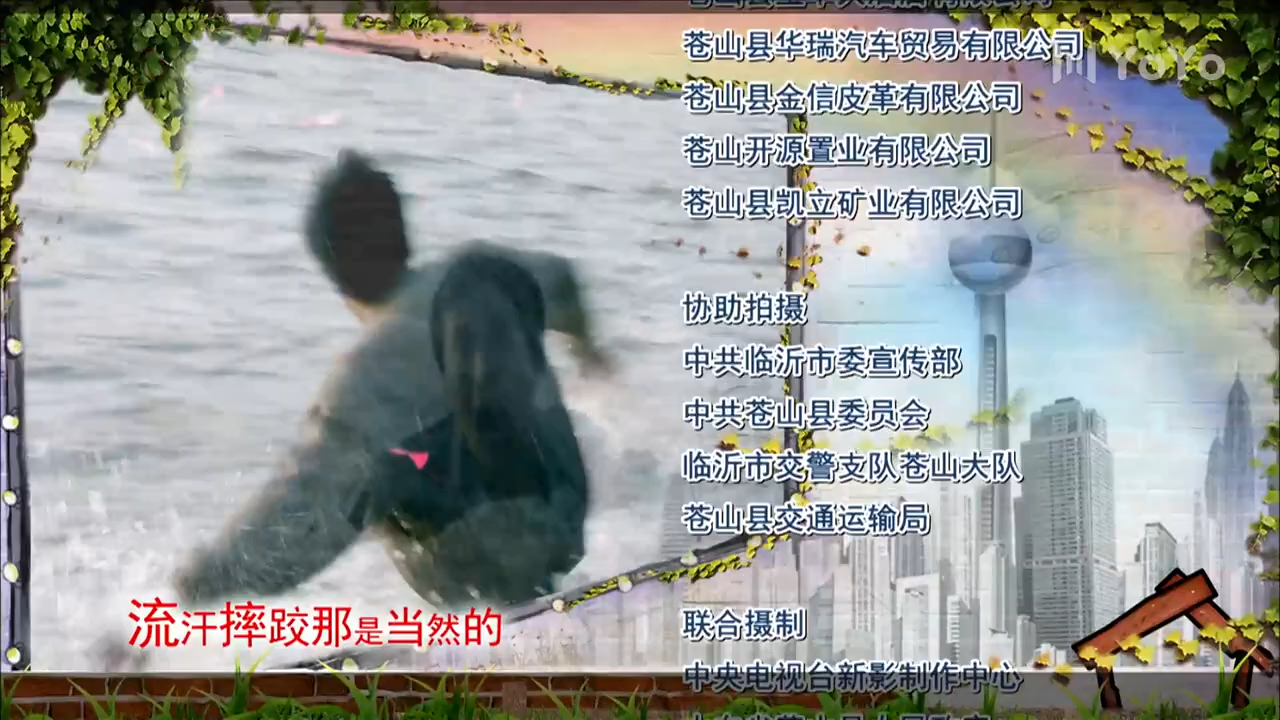 苍山县华瑞汽车贸易有限公司
YoYo
苍山县金信皮革有限公司
苍山开源置业有限公司
苍山县凯立矿业有限公司
协助拍摄
中共临沂市委宣传部
中共苍山县委员会
临沂市交警支队苍山大队
苍山县交通运输局
流汗摔跤那是当然的
联合摄制
中央电视台新影制作中心